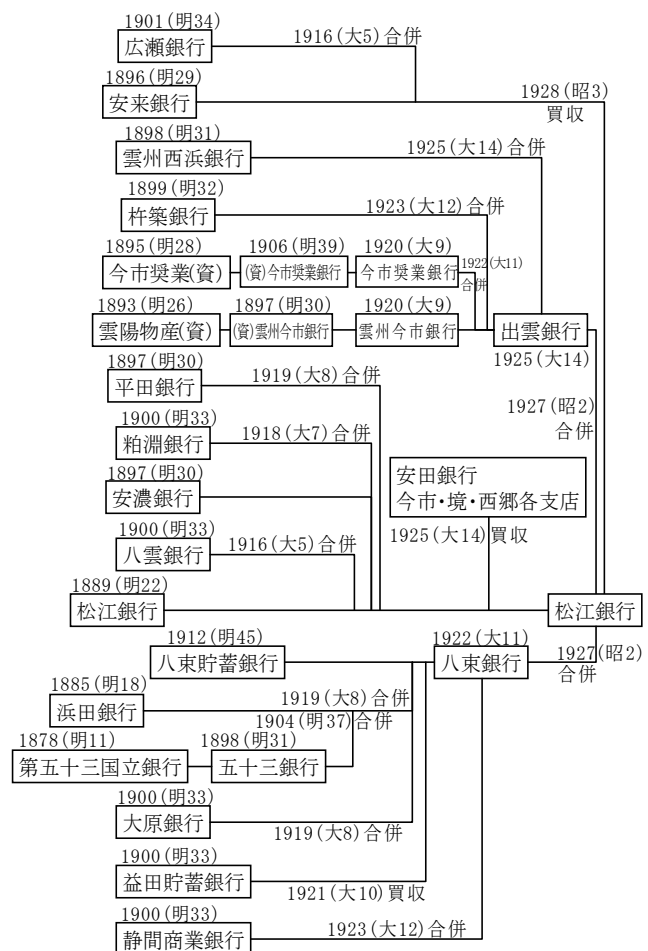 1901(明34)
広瀬銀行
1916(大5)合併
1896(明29)
安来銀行
1928(昭3)
買収
1898(明31)
雲州西浜銀行
1925(大14)合併
1899(明32)
杵築銀行
1923(大12)合併
1895(明28)
今市奨業(資)
1906(明39)
(資)今市奨業銀行
1920(大9)
今市奨業銀行
1922(大11)
合併
1893(明26)
雲陽物産(資)
1897(明30)
(資)雲州今市銀行
1920(大9)
雲州今市銀行
出雲銀行
1925(大14)
1897(明30)
平田銀行
1919(大8)合併
1927(昭2)
合併
1900(明33)
粕淵銀行
1918(大7)合併
1897(明30)
安濃銀行
安田銀行
今市・境・西郷各支店
1925(大14)買収
1900(明33)
八雲銀行
1916(大5)合併
1889(明22)
松江銀行
松江銀行
1912(明45)
八束貯蓄銀行
1922(大11)
八束銀行
1927(昭2)
合併
1885(明18)
浜田銀行
1919(大8)合併
1904(明37)合併
1878(明11)
第五十三国立銀行
1898(明31)
五十三銀行
1900(明33)
大原銀行
1919(大8)合併
1900(明33)
益田貯蓄銀行
1921(大10)買収
1900(明33)
静間商業銀行
1923(大12)合併